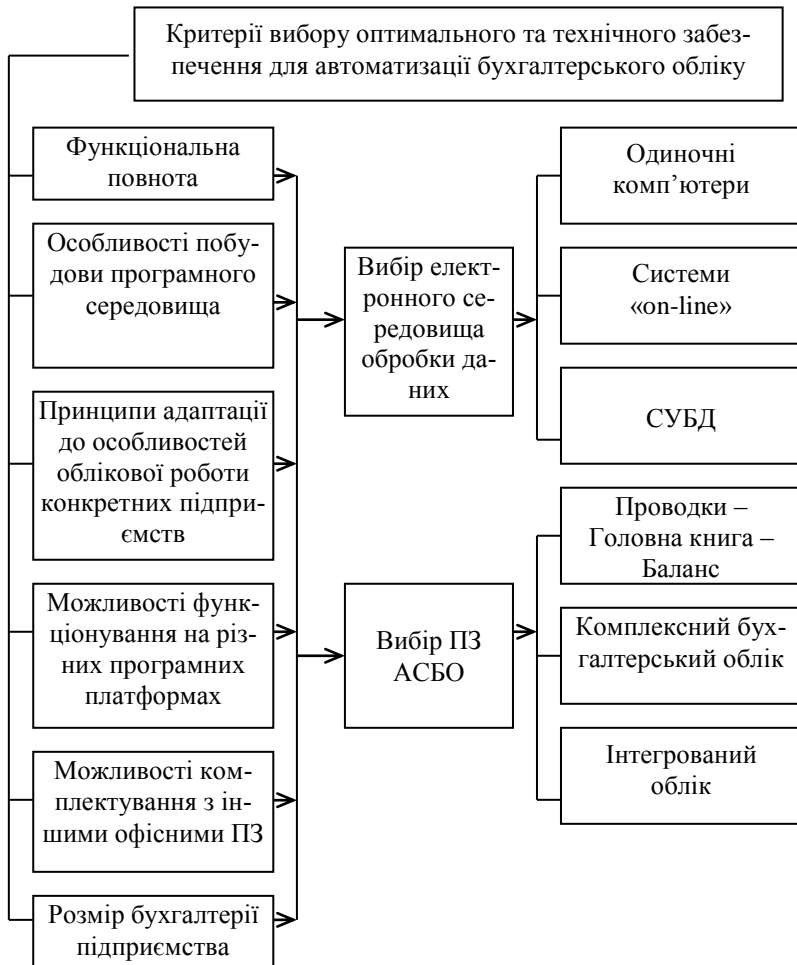 Критерії вибору оптимального та технічного забез-
печення для автоматизації бухгалтерського обліку
Функціональна
повнота
Особливості побу-
дови програмного
середовища
Принципи адаптації
до особливостей
облікової роботи
конкретних підпри-
ємств
Можливості функ-
ціонування на різ-
них програмних
платформах
Можливості ком-
плектування з ін-
шими офісними ПЗ
Розмір бухгалтерії
підприємства
Вибір елект-
ронного се-
редовища
обробки да-
них
Вибір ПЗ
АСБО
Одиночні
комп’ютери
Системи
«on-line»
СУБД
Проводки –
Головна книга –
Баланс
Комплексний бух-
галтерський облік
Інтегрований
облік